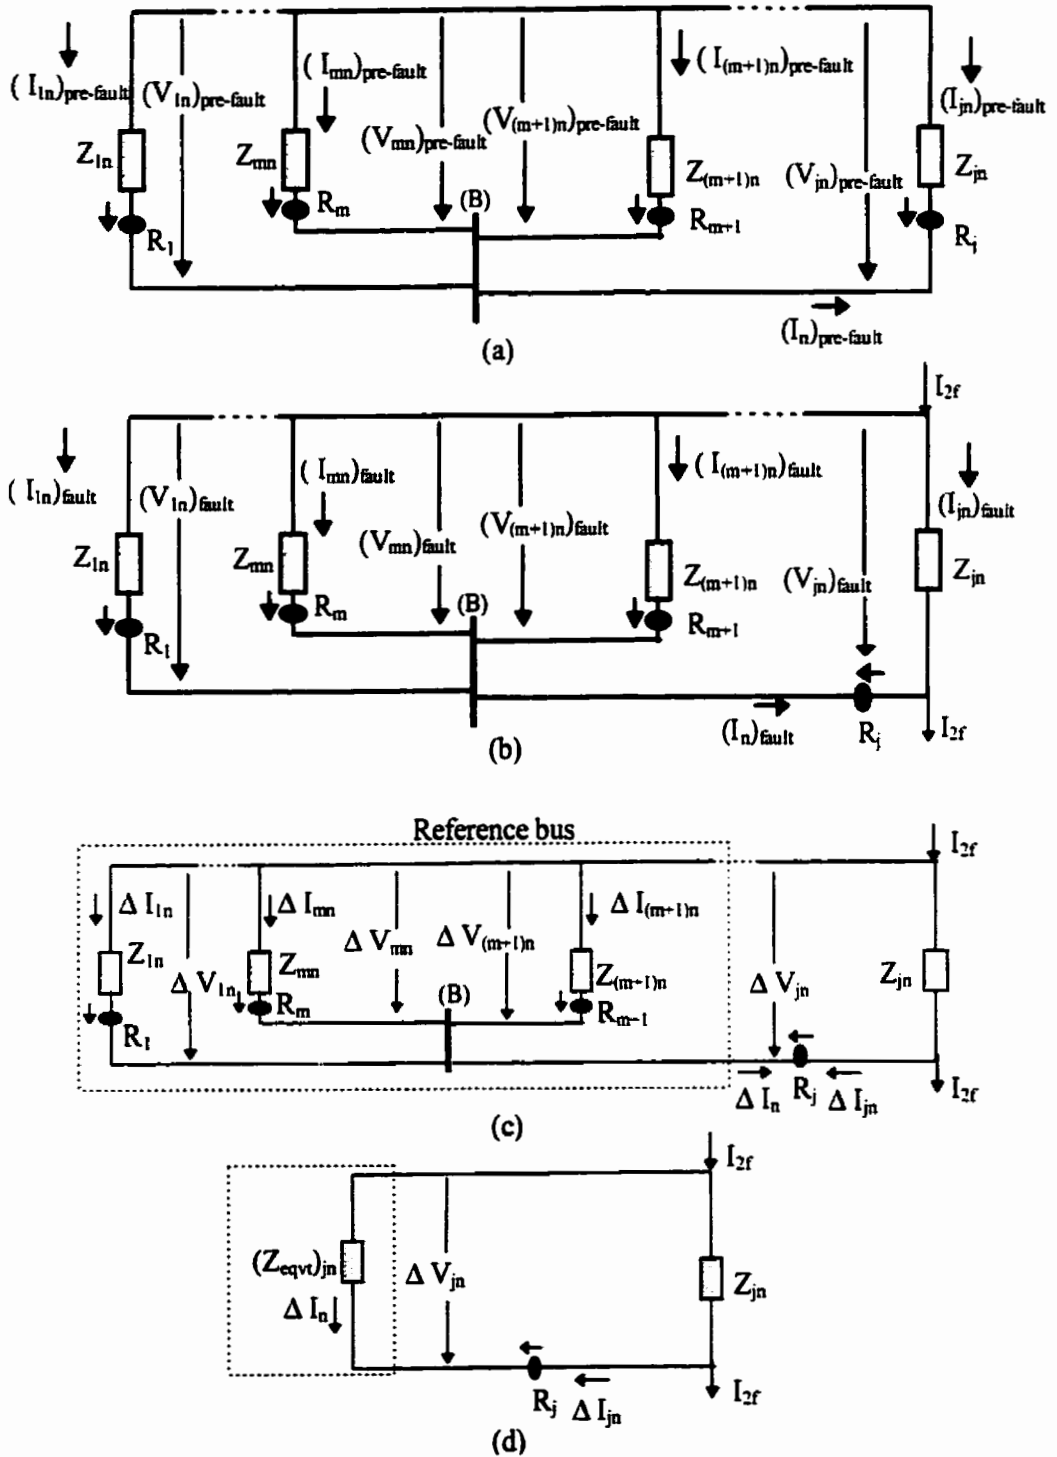 (I1n)pre-fault
(V1n)pre-fault
(Imn)pre-fault
(Vmn)pre-fault
(V(m+1)n)pre-fault
(I(m+1)n)pre-fault
(Vjn)pre-fault
(Ijn)pre-fault
Z1n
Zmn
Z(m+1)n
Zjn
R1
Rm
(B)
Rm+1
Rj
(In)pre-fault
(a)
I2f
(I1n)fault
(V1n)fault
(Imn)fault
(Vmn)fault
(V(m+1)n)fault
(I(m+1)n)fault
(Vjn)fault
(Ijn)fault
Z1n
Zmn
Z(m+1)n
Zjn
R1
Rm
(B)
Rm+1
(In)fault
Rj
I2f
(b)
Reference bus
I2f
Δ I1n
Δ Imn
Δ I(m+1)n
Δ Vmn
Δ V(m+1)n
Z1n
Δ V1n
Zmn
Z(m+1)n
Δ Vjn
Zjn
R1
Rm
(B)
Rm-1
Δ In
Rj
Δ Ijn
I2f
(c)
I2f
(Zeqvt)jn
Δ Vjn
Zjn
Δ In
Rj
Δ Ijn
I2f
(d)